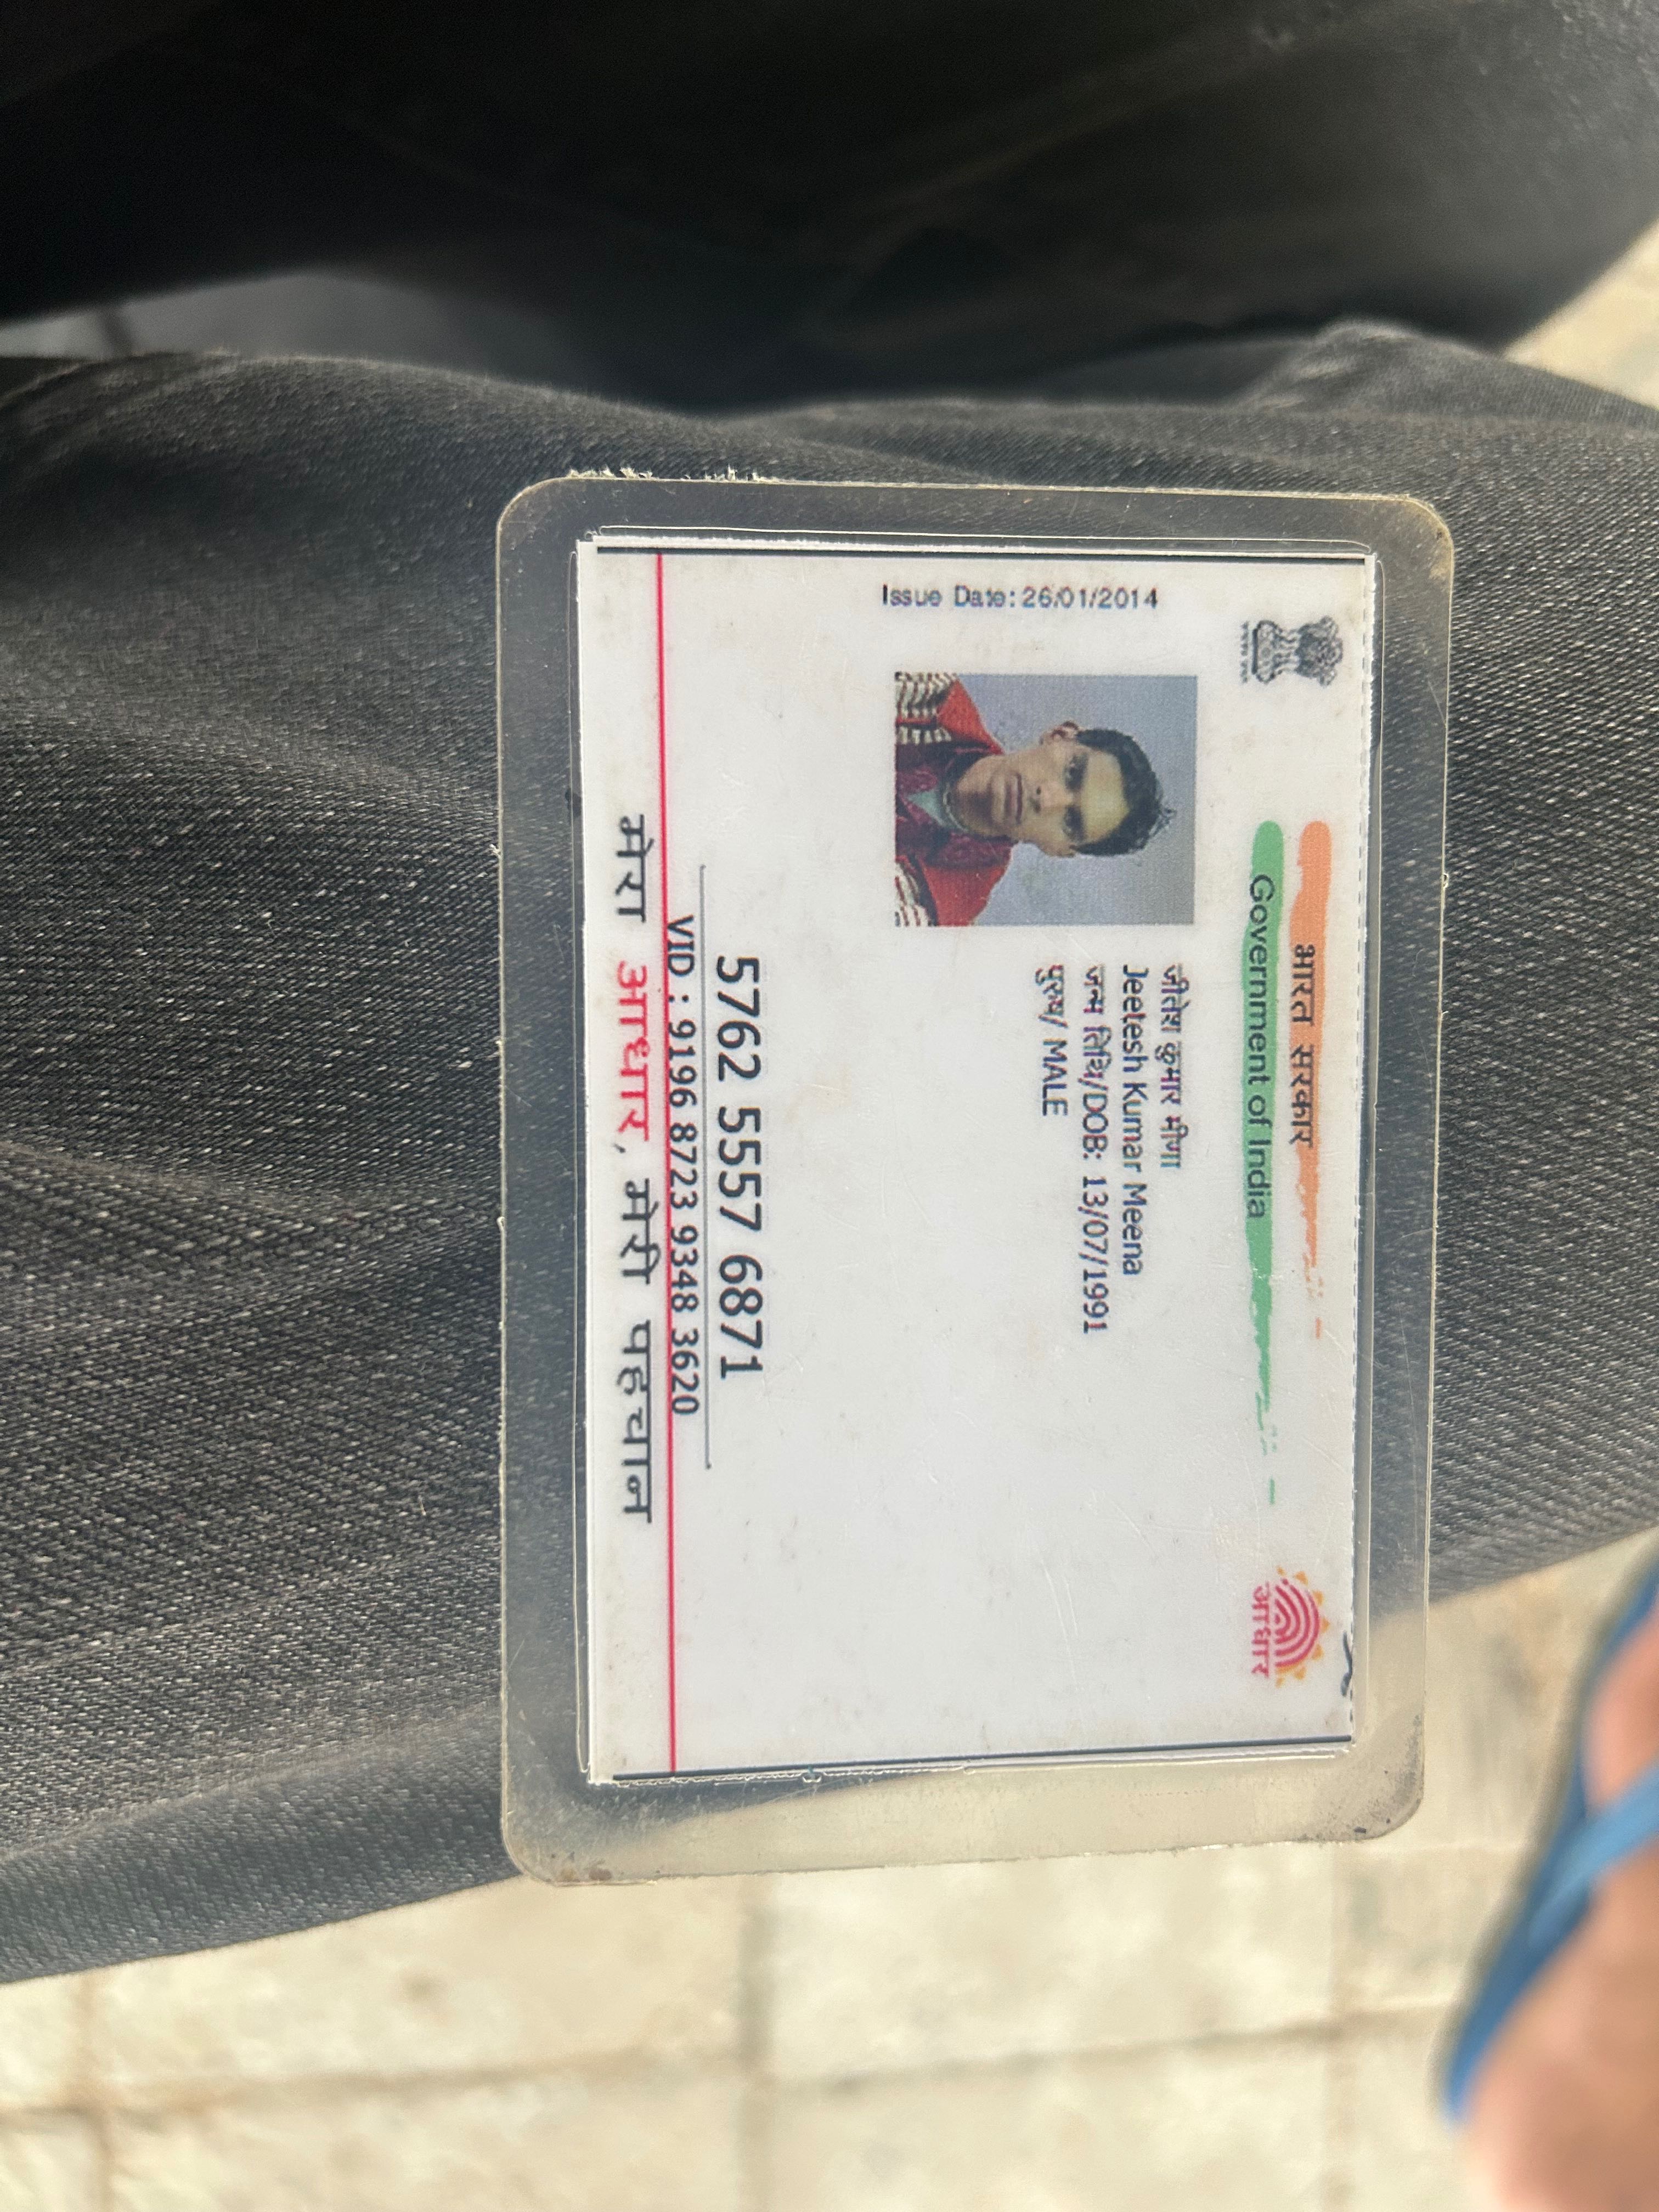 भारत सरकार
Government of India
Issue Date: 26/01/2014
जीतेश कुमार मीणा
Jeetesh Kumar Meena
जन्म तिथि/DOB: 13/07/1991
पुरुष/ MALE
5762 5557 6871
VID : 9196 8723 9348 3620
मेरा आधार, मेरी पहचान
आधार